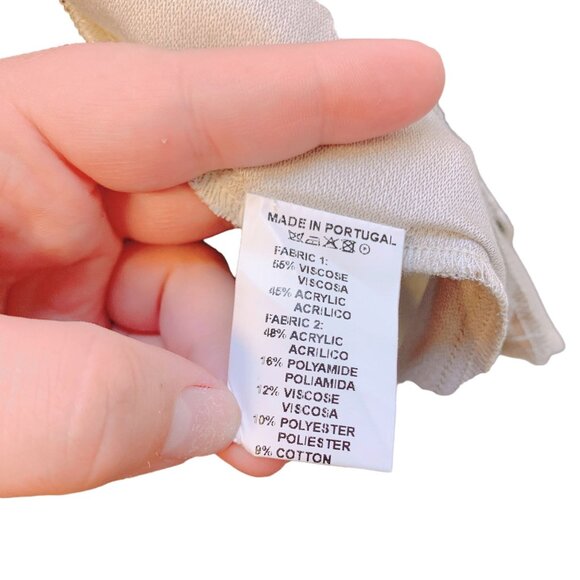 MADE IN PORTUGAL
FABRIC 1:
55% VISCOSE
VISCOSA
45% ACRYLIC
ACRILICO
FABRIC 2:
48% ACRYLIC
ACRILICO
16% POLYAMIDE
POLIAMIDA
12% VISCOSE
VISCOSA
10% POLYESTER
POLIESTER
9% COTTON